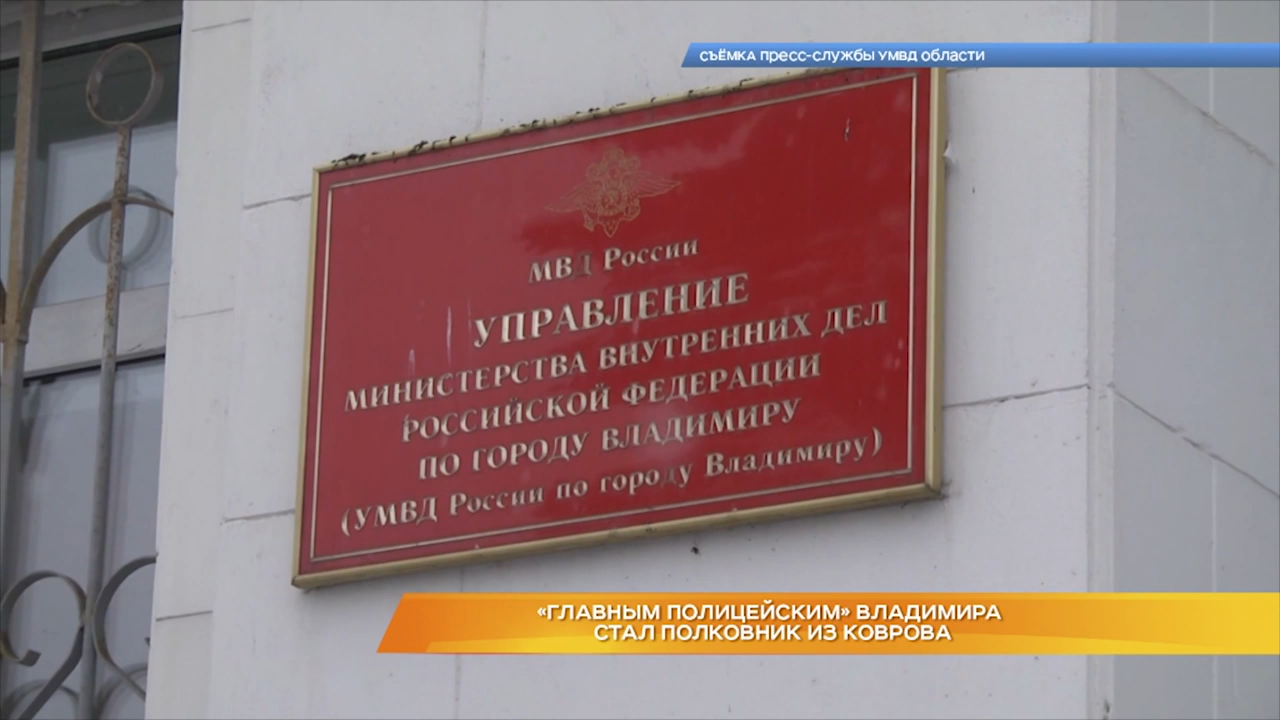 СЪЁМКА ПРЕСС-СЛУЖБЫ УМВД ОБЛАСТИ
МВД России
УПРАВЛЕНИЕ
МИНИСТЕРСТВА ВНУТРЕННИХ ДЕЛ
РОССИЙСКОЙ ФЕДЕРАЦИИ
ПО ГОРОДУ ВЛАДИМИРУ
(УМВД России по городу Владимиру)
«ГЛАВНЫМ ПОЛИЦЕЙСКИМ» ВЛАДИМИРА
СТАЛ ПОЛКОВНИК ИЗ КОВРОВА